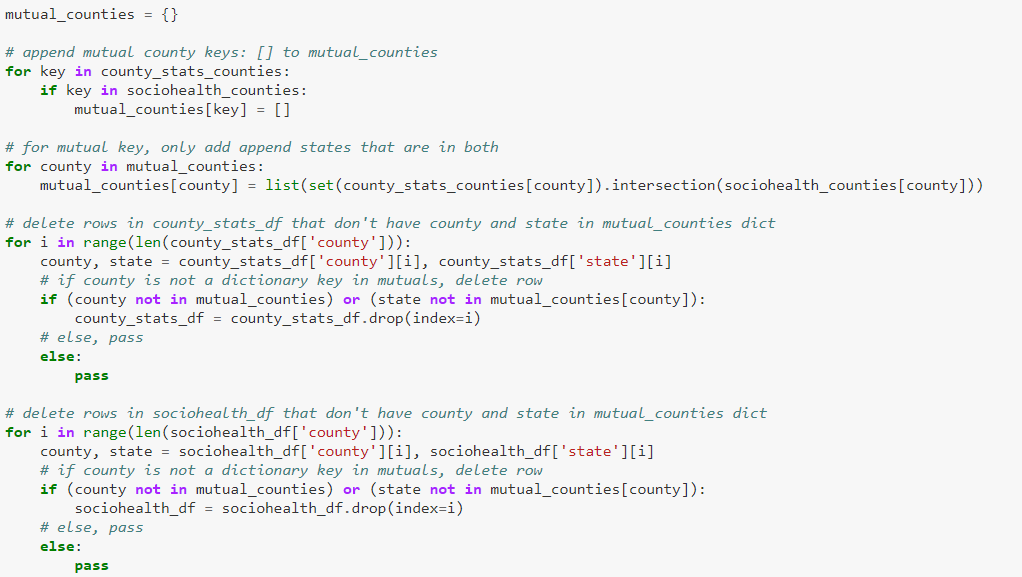 mutual_counties = {}
# append mutual county keys: [] to mutual_counties
for key in county_stats_counties:
    if key in sociohealth_counties:
        mutual_counties[key] = []
# for mutual key, only add append states that are in both
for county in mutual_counties:
    mutual_counties[county] = list(set(county_stats_counties[county]).intersection(sociohealth_counties[county]))
# delete rows in county_stats_df that don't have county and state in mutual_counties dict
for i in range(len(county_stats_df['county'])):
    county, state = county_stats_df['county'][i], county_stats_df['state'][i]
    # if county is not a dictionary key in mutuals, delete row
    if (county not in mutual_counties) or (state not in mutual_counties[county]):
        county_stats_df = county_stats_df.drop(index=i)
    # else, pass
    else:
        pass
# delete rows in sociohealth_df that don't have county and state in mutual_counties dict
for i in range(len(sociohealth_df['county'])):
    county, state = sociohealth_df['county'][i], sociohealth_df['state'][i]
    # if county is not a dictionary key in mutuals, delete row
    if (county not in mutual_counties) or (state not in mutual_counties[county]):
        sociohealth_df = sociohealth_df.drop(index=i)
    # else, pass
    else:
        pass